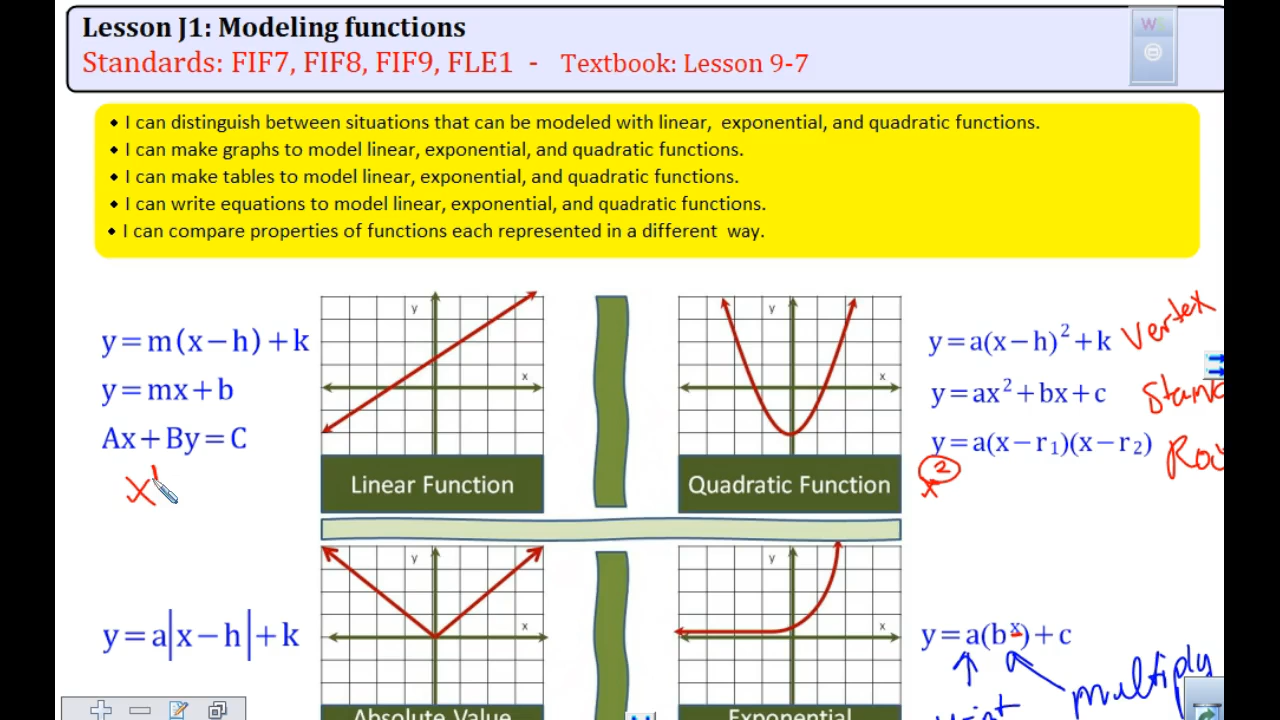 Lesson J1: Modeling functions
Standards: FIF7, FIF8, FIF9, FLE1 - Textbook: Lesson 9-7
• I can distinguish between situations that can be modeled with linear, exponential, and quadratic functions.
• I can make graphs to model linear, exponential, and quadratic functions.
• I can make tables to model linear, exponential, and quadratic functions.
• I can write equations to model linear, exponential, and quadratic functions.
• I can compare properties of functions each represented in a different way.
y = m(x − h) + k
y = mx + b
Ax + By = C
x¹
y
x
Linear Function
y
x
Quadratic Function
y = a(x − h)² + k Vertex
y = ax² + bx + c
y = a(x − r₁)(x − r₂)
x²
y = a|x − h| + k
y
x
Absolute Value
y
x
Exponential
y = a(bˣ) + c
multiply